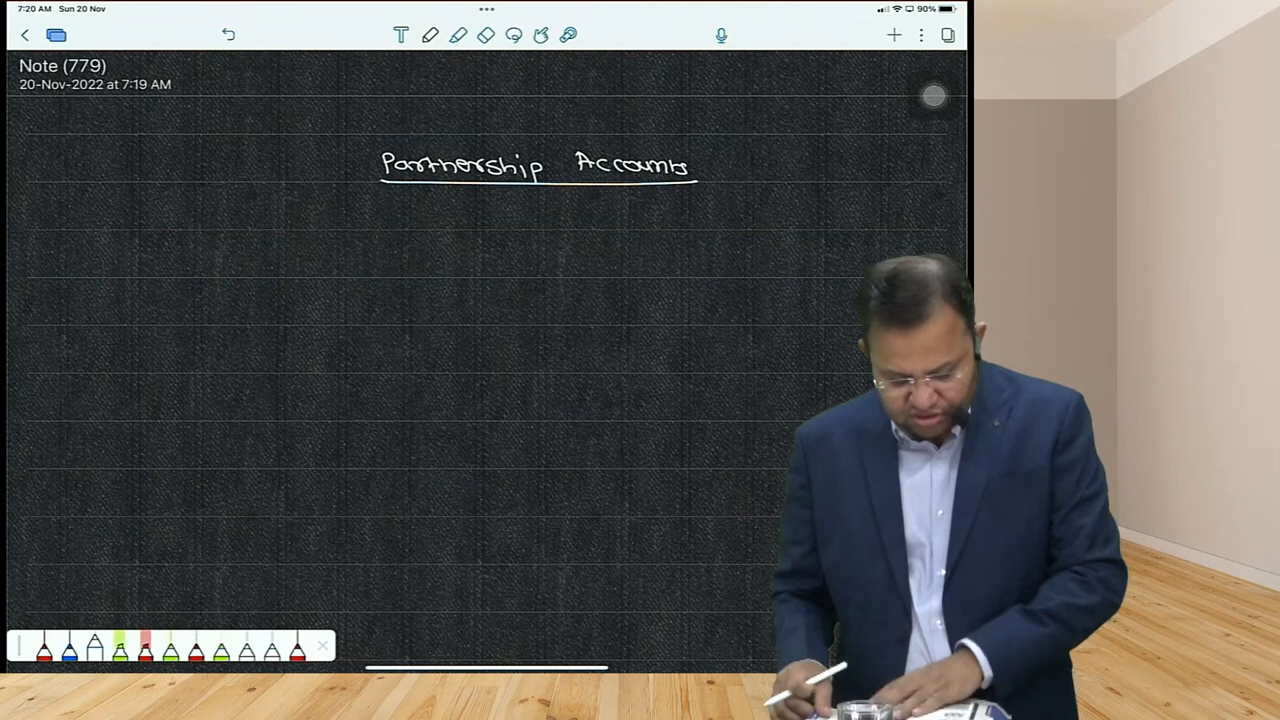 7:20 AM Sun 20 Nov
90%
Note (779)
20-Nov-2022 at 7:19 AM
Partnership Accounts